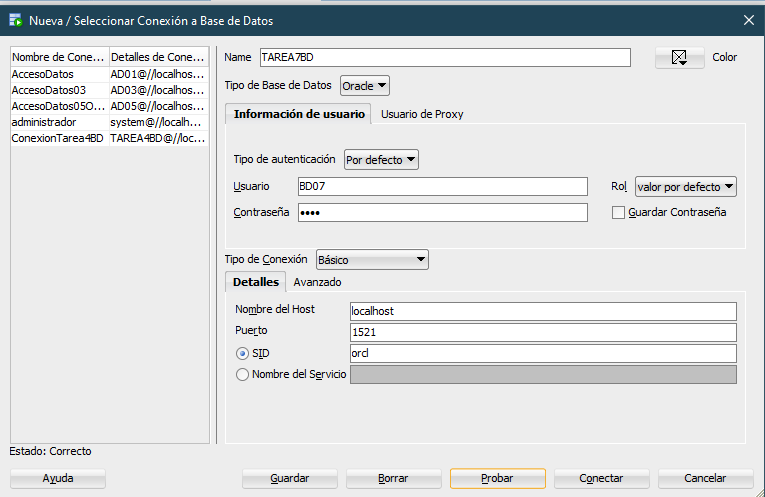 Nueva / Seleccionar Conexión a Base de Datos
Nombre de Cone... Detalles de Cone...
AccesoDatos AD01@//localhos...
AccesoDatos03 AD03@//localhos...
AccesoDatos05O... AD05@//localhos...
administrador system@//localh...
ConexionTarea4BD TAREA4BD@//loc...
Name TAREA7BD Color
Tipo de Base de Datos Oracle
Información de usuario Usuario de Proxy
Tipo de autenticación Por defecto
Usuario BD07 Rol valor por defecto
Contraseña •••• Guardar Contraseña
Tipo de Conexión Básico
Detalles Avanzado
Nombre del Host localhost
Puerto 1521
SID orcl
Nombre del Servicio
Estado: Correcto
Ayuda Guardar Borrar Probar Conectar Cancelar